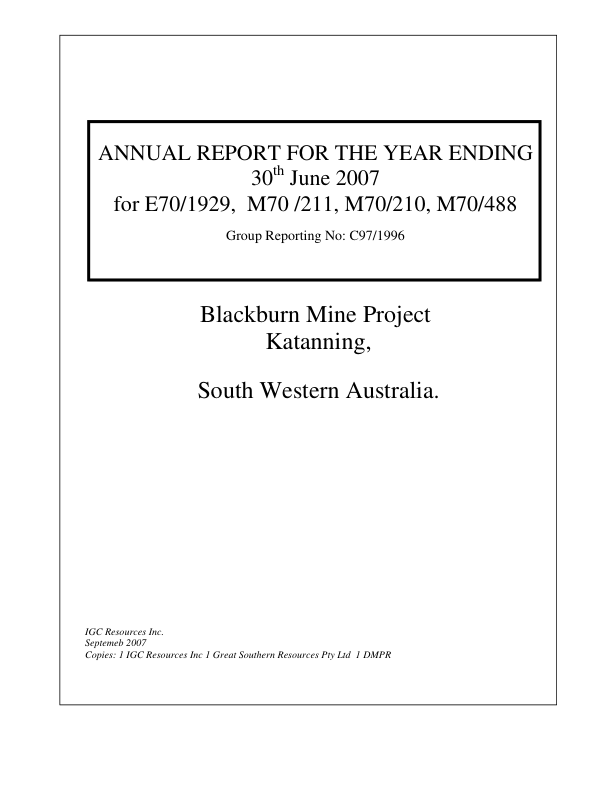 ANNUAL REPORT FOR THE YEAR ENDING
30th June 2007
for E70/1929, M70 /211, M70/210, M70/488
Group Reporting No: C97/1996
Blackburn Mine Project
Katanning,
South Western Australia.
IGC Resources Inc.
Septemeb 2007
Copies: 1 IGC Resources Inc 1 Great Southern Resources Pty Ltd 1 DMPR